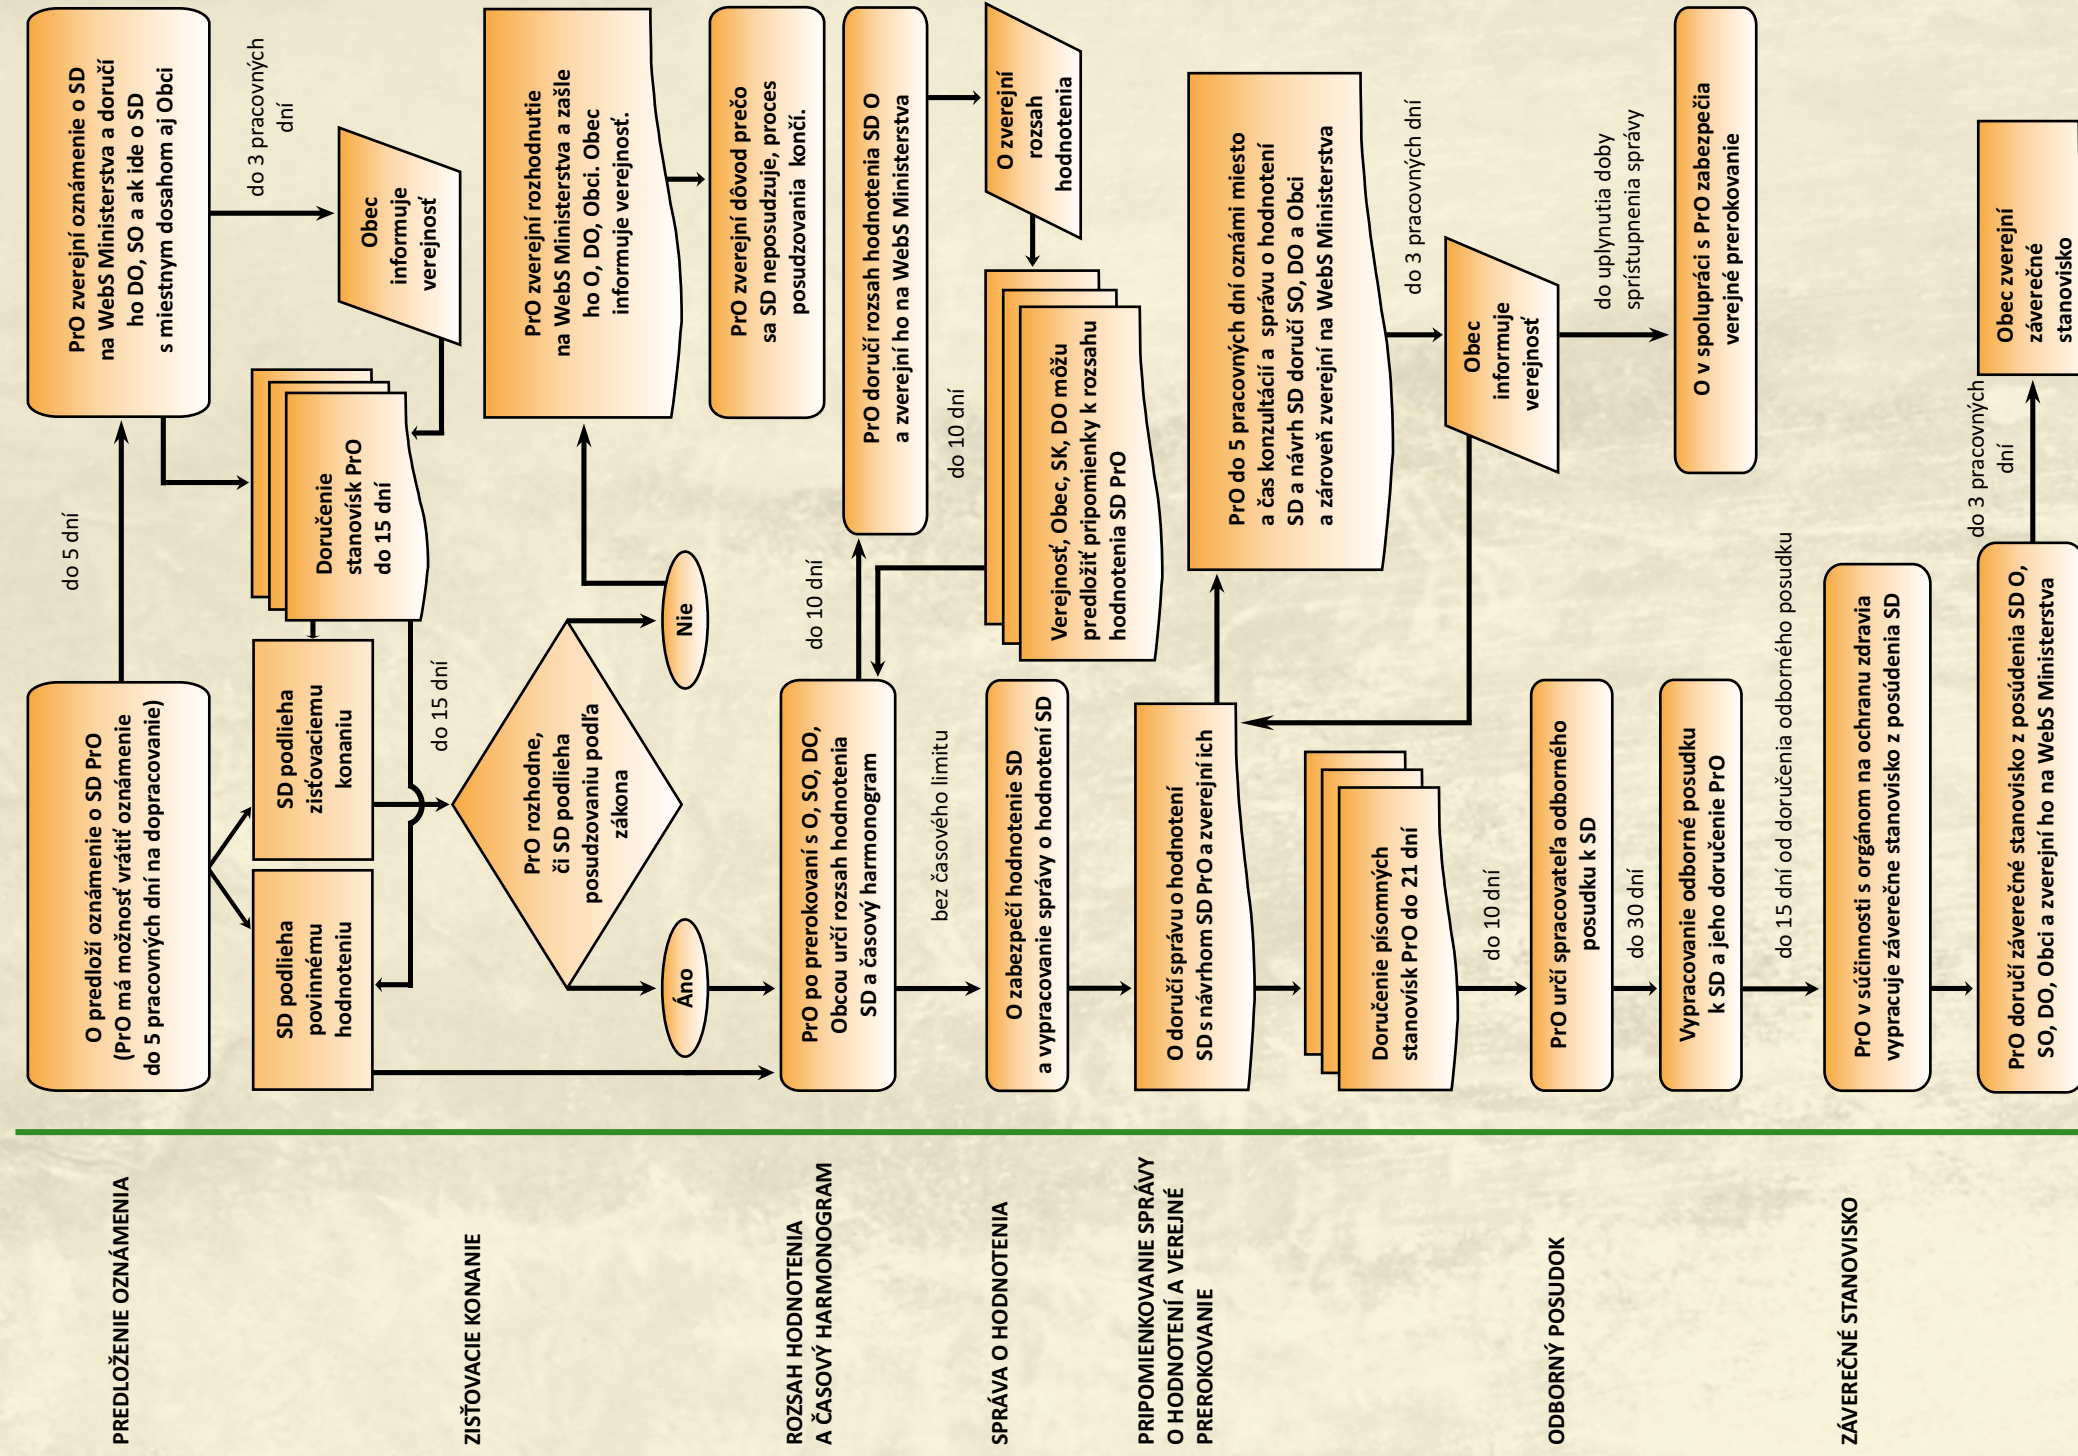 PREDLOŽENIE OZNÁMENIA
O predloží oznámenie o SD PrO
(PrO má možnosť vrátiť oznámenie
do 5 pracovných dní na dopracovanie)
do 5 dní
PrO zverejní oznámenie o SD
na WebS Ministerstva a doručí
ho DO, SO a ak ide o SD
s miestnym dosahom aj Obci
do 3 pracovných
dní
Obec
informuje
verejnosť
Doručenie
stanovísk PrO
do 15 dní
SD podlieha
povinnému
hodnoteniu
SD podlieha
zisťovaciemu
konaniu
do 15 dní
ZISŤOVACIE KONANIE
PrO rozhodne,
či SD podlieha
posudzovaniu podľa
zákona
Áno
Nie
PrO zverejní rozhodnutie
na WebS Ministerstva a zašle
ho O, DO, Obci. Obec
informuje verejnosť.
PrO zverejní dôvod prečo
sa SD neposudzuje, proces
posudzovania končí.
ROZSAH HODNOTENIA
A ČASOVÝ HARMONOGRAM
PrO po prerokovaní s O, SO, DO,
Obcou určí rozsah hodnotenia
SD a časový harmonogram
do 10 dní
PrO doručí rozsah hodnotenia SD O
a zverejní ho na WebS Ministerstva
O zverejní
rozsah
hodnotenia
do 10 dní
Verejnosť, Obec, SK, DO môžu
predložiť pripomienky k rozsahu
hodnotenia SD PrO
bez časového limitu
SPRÁVA O HODNOTENIA
O zabezpečí hodnotenie SD
a vypracovanie správy o hodnotení SD
PRIPOMIENKOVANIE SPRÁVY
O HODNOTENÍ A VEREJNÉ
PREROKOVANIE
O doručí správu o hodnotení
SD s návrhom SD PrO a zverejní ich
PrO do 5 pracovných dní oznámi miesto
a čas konzultácií a správu o hodnotení
SD a návrh SD doručí SO, DO a Obci
a zároveň zverejní na WebS Ministerstva
do 3 pracovných dní
Obec
informuje
verejnosť
do uplynutia doby
sprístupnenia správy
O v spolupráci s PrO zabezpečia
verejné prerokovanie
Doručenie písomných
stanovísk PrO do 21 dní
do 10 dní
ODBORNÝ POSUDOK
PrO určí spracovateľa odborného
posudku k SD
do 30 dní
Vypracovanie odborné posudku
k SD a jeho doručenie PrO
do 15 dní od doručenia odborného posudku
ZÁVEREČNÉ STANOVISKO
PrO v súčinnosti s orgánom na ochranu zdravia
vypracuje záverečne stanovisko z posúdenia SD
PrO doručí záverečné stanovisko z posúdenia SD O,
SO, DO, Obci a zverejní ho na WebS Ministerstva
do 3 pracovných
dní
Obec zverejní
záverečné
stanovisko